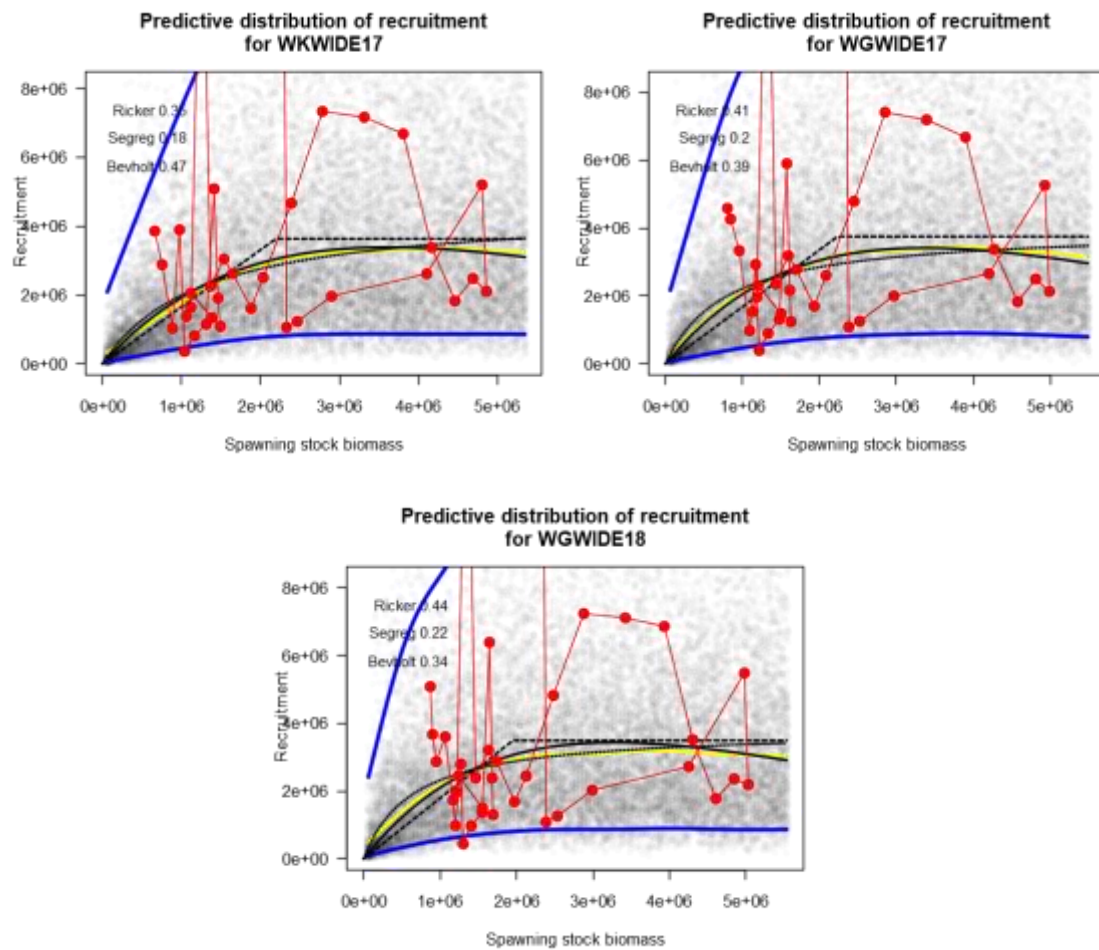 Predictive distribution of recruitment
for WKWIDE17
8e+06
6e+06
4e+06
2e+06
0e+00
Recruitment
Ricker 0.35
Segreg 0.18
Bevholt 0.47
0e+00 1e+06 2e+06 3e+06 4e+06 5e+06
Spawning stock biomass
Predictive distribution of recruitment
for WGWIDE17
8e+06
6e+06
4e+06
2e+06
0e+00
Recruitment
Ricker 0.41
Segreg 0.2
Bevholt 0.39
0e+00 1e+06 2e+06 3e+06 4e+06 5e+06
Spawning stock biomass
Predictive distribution of recruitment
for WGWIDE18
8e+06
6e+06
4e+06
2e+06
0e+00
Recruitment
Ricker 0.44
Segreg 0.22
Bevholt 0.34
0e+00 1e+06 2e+06 3e+06 4e+06 5e+06
Spawning stock biomass